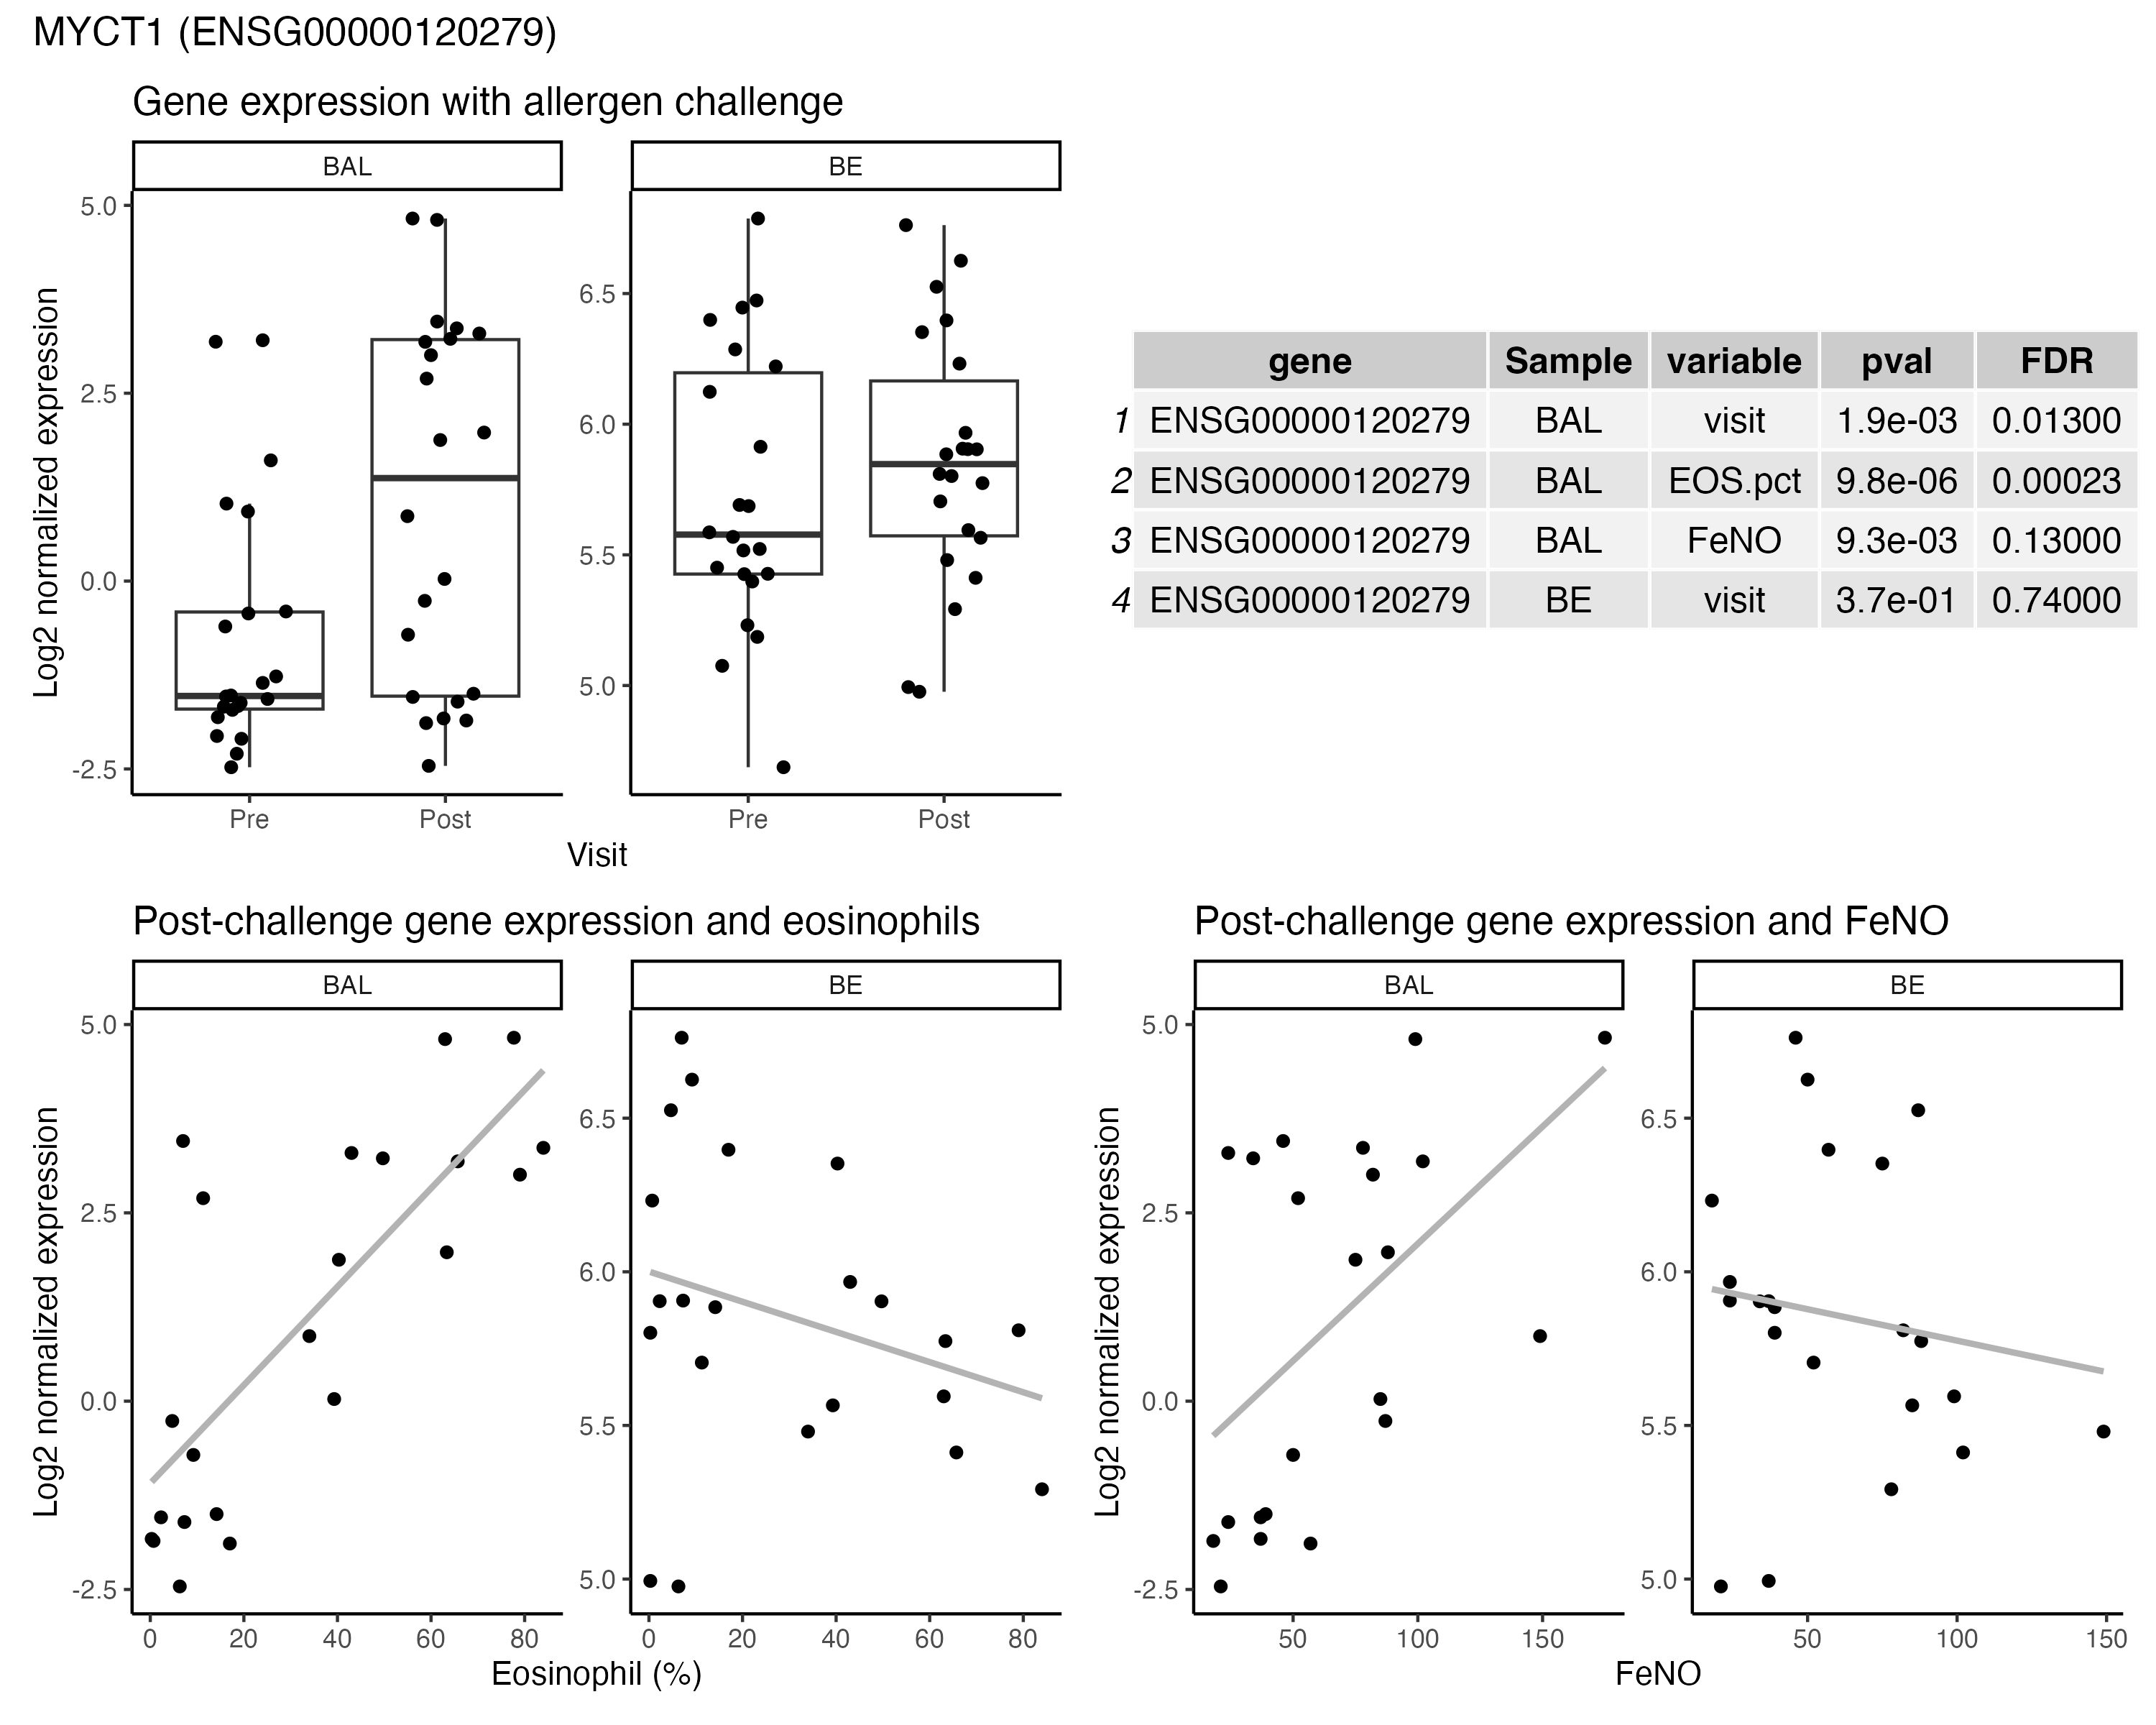 MYCT1 (ENSG00000120279)
Gene expression with allergen challenge
BAL
BE
Log2 normalized expression
5.0
2.5
0.0
-2.5
6.5
6.0
5.5
5.0
Pre
Post
Pre
Post
Visit
gene Sample variable pval FDR
1 ENSG00000120279 BAL visit 1.9e-03 0.01300
2 ENSG00000120279 BAL EOS.pct 9.8e-06 0.00023
3 ENSG00000120279 BAL FeNO 9.3e-03 0.13000
4 ENSG00000120279 BE visit 3.7e-01 0.74000
Post-challenge gene expression and eosinophils
BAL
BE
Log2 normalized expression
5.0
2.5
0.0
-2.5
6.5
6.0
5.5
5.0
0 20 40 60 80
0 20 40 60 80
Eosinophil (%)
Post-challenge gene expression and FeNO
BAL
BE
Log2 normalized expression
5.0
2.5
0.0
-2.5
6.5
6.0
5.5
5.0
50 100 150
50 100 150
FeNO